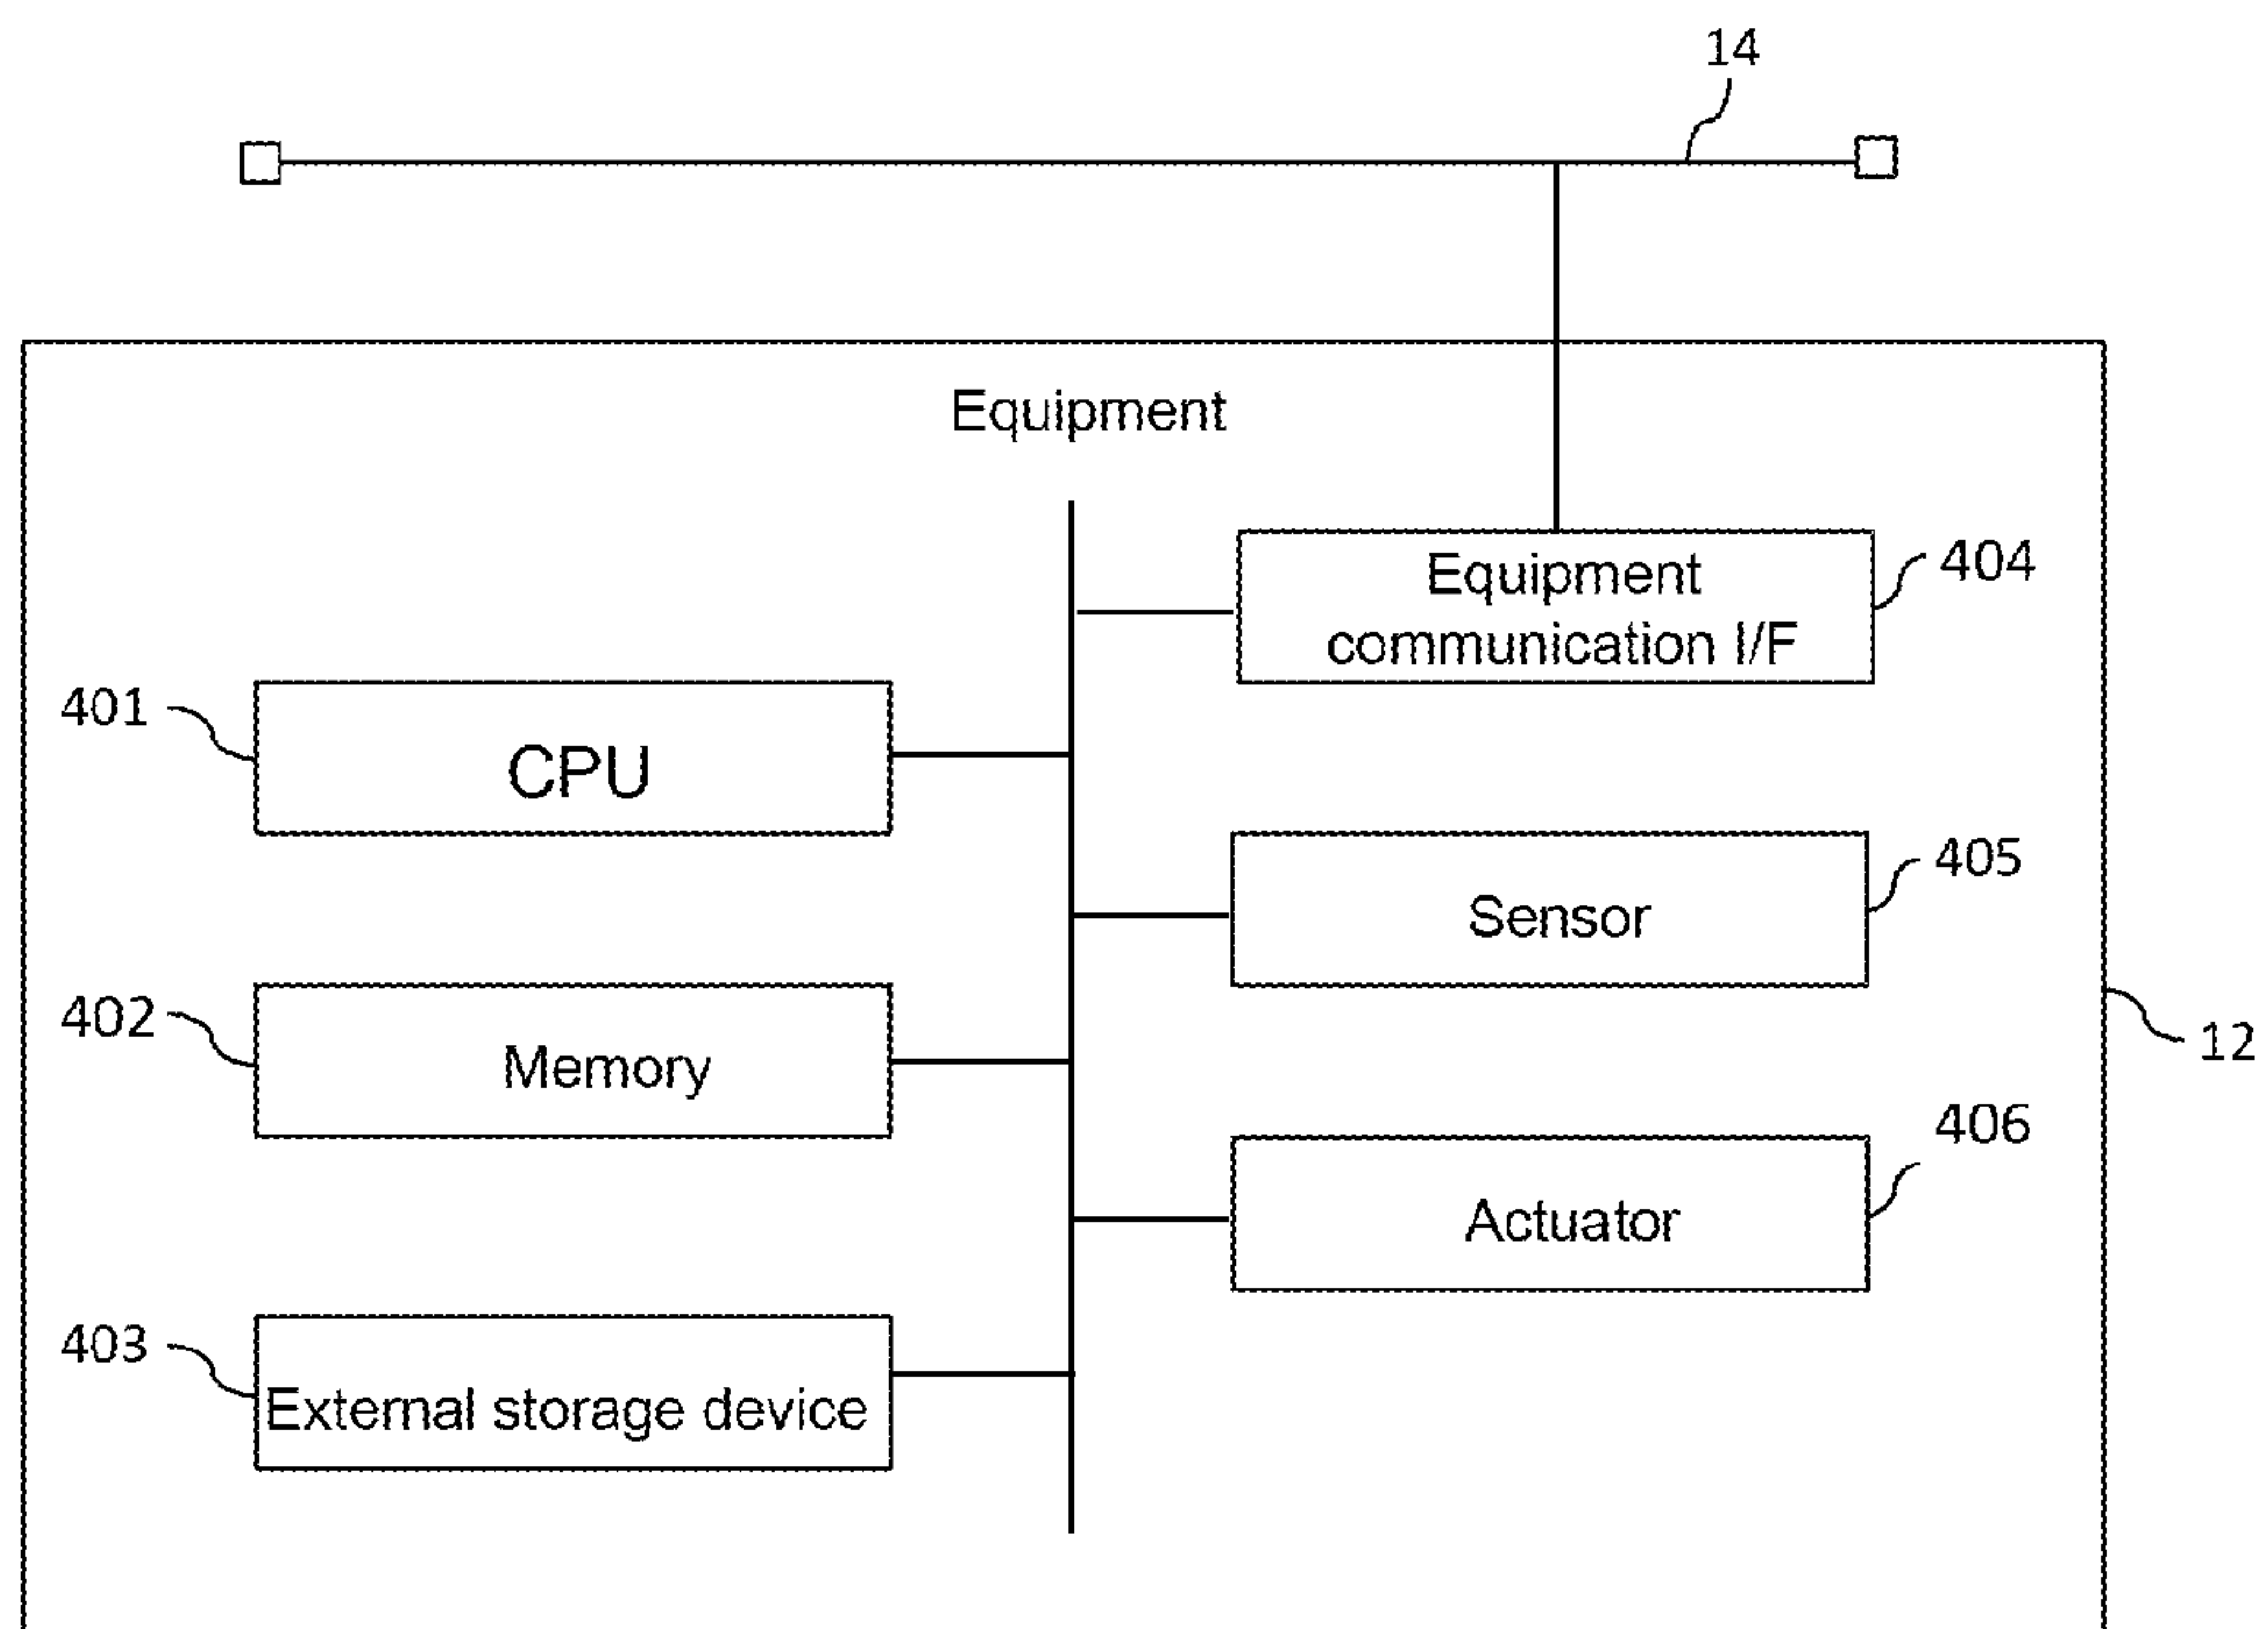 14
Equipment
Equipment
communication I/F
404
401
CPU
405
Sensor
402
Memory
12
406
Actuator
403
External storage device